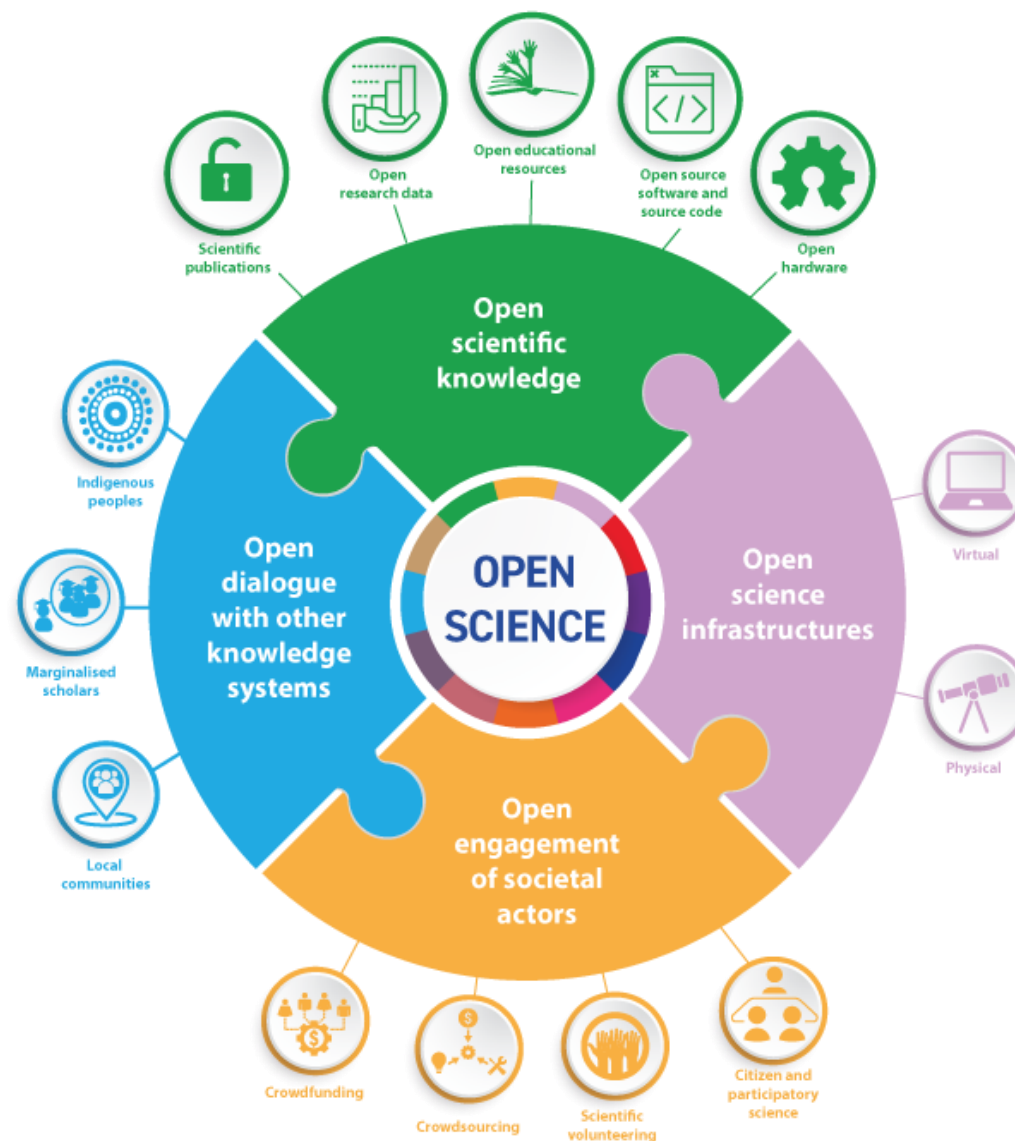 Open educational
resources
Open
research data
Open source
software and
source code
Scientific
publications
Open
hardware
Open
scientific
knowledge
Indigenous
peoples
Marginalised
scholars
Local
communities
Open
dialogue
with other
knowledge
systems
OPEN
SCIENCE
Open
science
infrastructures
Virtual
Physical
Open
engagement
of societal
actors
Crowdfunding
Crowdsourcing
Scientific
volunteering
Citizen and
participatory
science